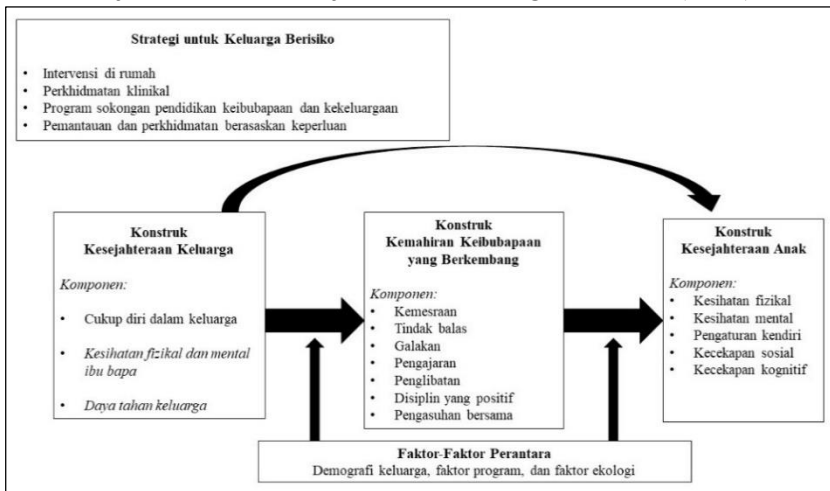 Strategi untuk Keluarga Berisiko
• Intervensi di rumah
• Perkhidmatan klinikal
• Program sokongan pendidikan keibubapaan dan kekeluargaan
• Pemantauan dan perkhidmatan berasaskan keperluan
Konstruk
Kesejahteraan Keluarga
Komponen:
• Cukup diri dalam keluarga
• Kesihatan fizikal dan mental
ibu bapa
• Daya tahan keluarga
Konstruk
Kemahiran Keibubapaan
yang Berkembang
Komponen:
• Kemesraan
• Tindak balas
• Galakan
• Pengajaran
• Penglibatan
• Disiplin yang positif
• Pengasuhan bersama
Konstruk
Kesejahteraan Anak
Komponen:
• Kesihatan fizikal
• Kesihatan mental
• Pengaturan kendiri
• Kecekapan sosial
• Kecekapan kognitif
Faktor-Faktor Perantara
Demografi keluarga, faktor program, dan faktor ekologi